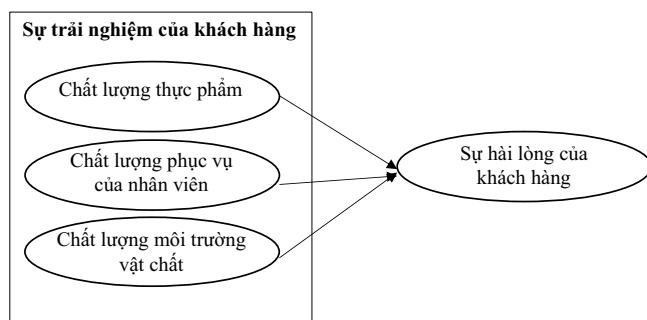 Sự trải nghiệm của khách hàng
Chất lượng thực phẩm
Chất lượng phục vụ
của nhân viên
Chất lượng môi trường
vật chất
Sự hài lòng của
khách hàng